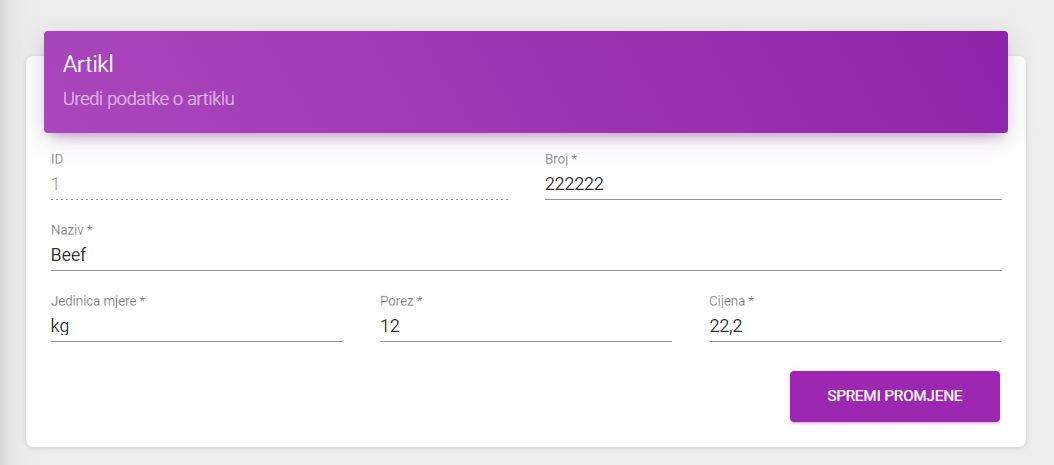 Artikl
Uredi podatke o artiklu
ID
1
Broj *
222222
Naziv *
Beef
Jedinica mjere *
kg
Porez *
12
Cijena *
22,2
SPREMI PROMJENE